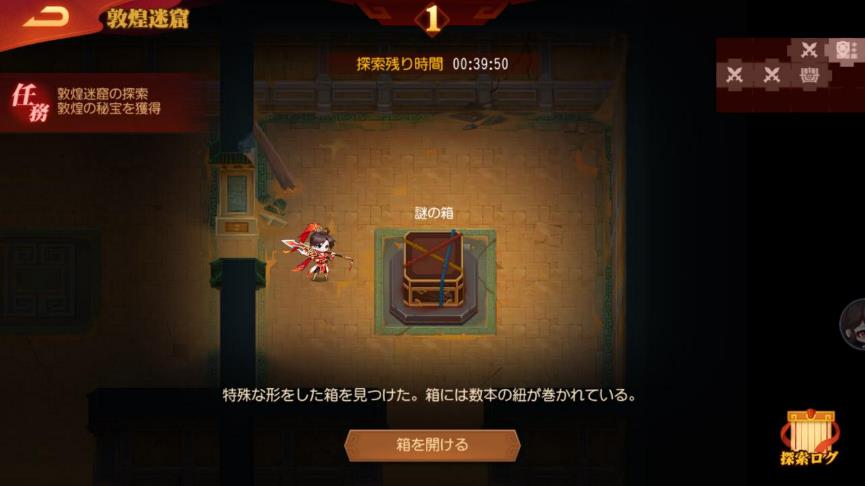 敦煌迷窟
1
探索残り時間 00:39:50
任務
敦煌迷窟の探索
敦煌の秘宝を獲得
謎の箱
特殊な形をした箱を見つけた。箱には数本の紐が巻かれている。
箱を開ける
探索ログ